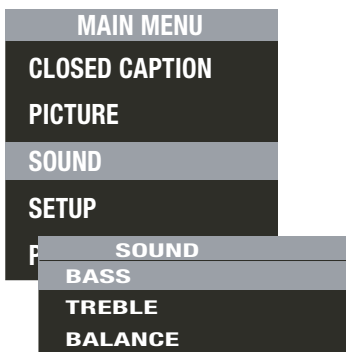 MAIN MENU
CLOSED CAPTION
PICTURE
SOUND
SETUP
SOUND
BASS
TREBLE
BALANCE